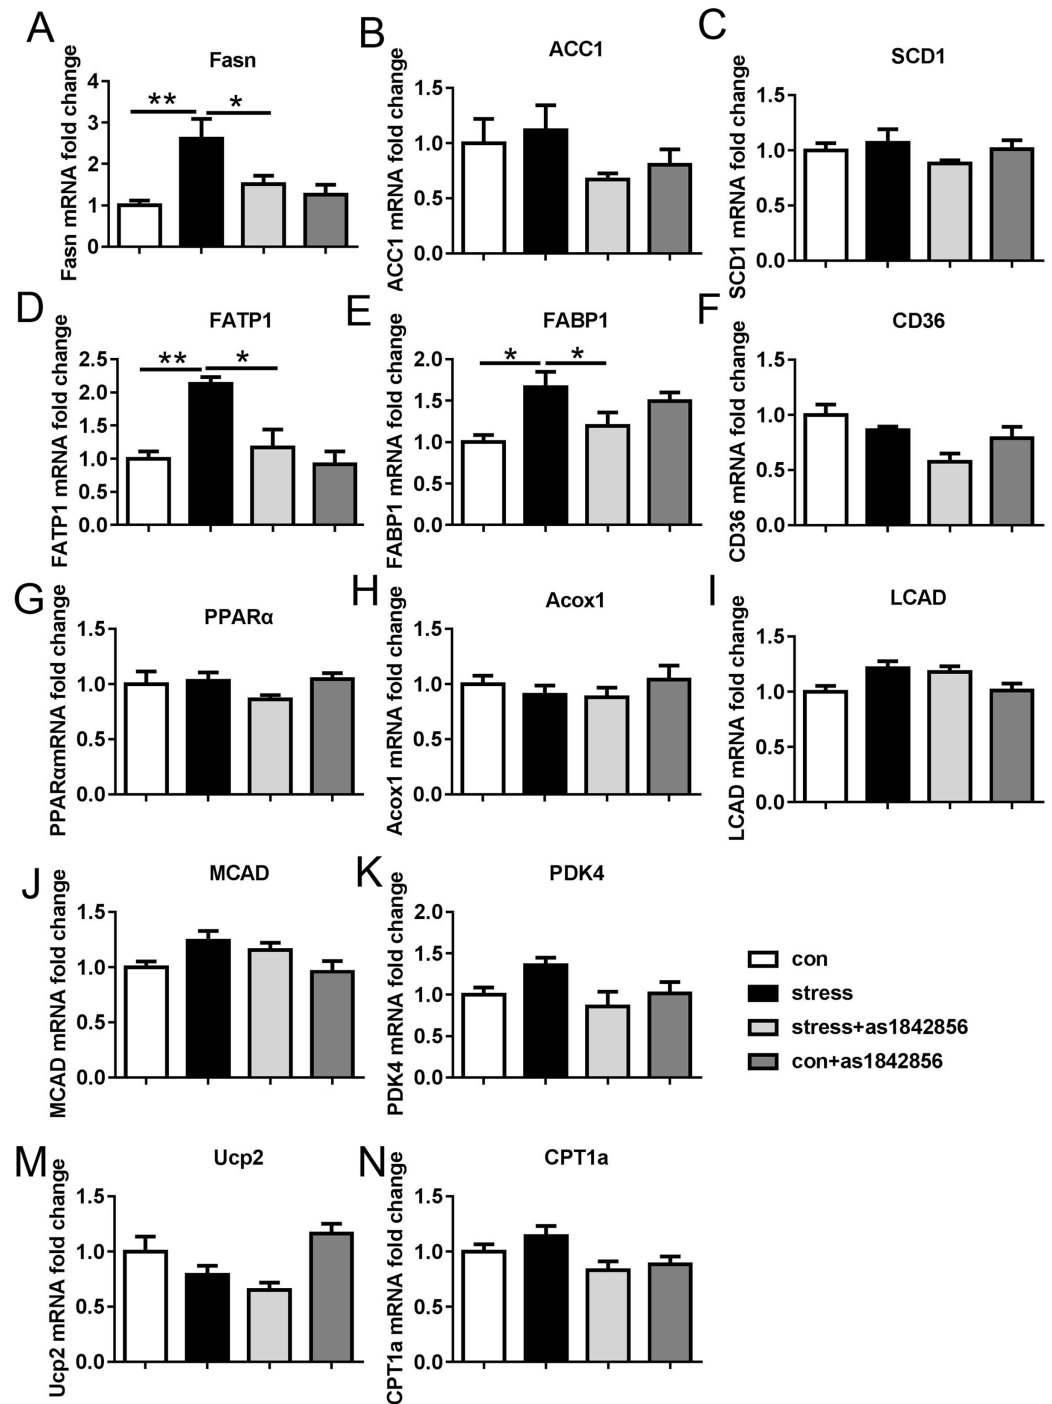 A
Fasn
Fasn mRNA fold change
4
3
2
1
0
**
*
B
ACC1
ACC1 mRNA fold change
1.5
1.0
0.5
0.0
C
SCD1
SCD1 mRNA fold change
1.5
1.0
0.5
0.0
D
FATP1
FATP1 mRNA fold change
2.5
2.0
1.5
1.0
0.5
0.0
**
*
E
FABP1
FABP1 mRNA fold change
2.0
1.5
1.0
0.5
0.0
*
*
F
CD36
CD36 mRNA fold change
1.5
1.0
0.5
0.0
G
PPARα
PPARαmRNA fold change
1.5
1.0
0.5
0.0
H
Acox1
Acox1 mRNA fold change
1.5
1.0
0.5
0.0
I
LCAD
LCAD mRNA fold change
1.5
1.0
0.5
0.0
J
MCAD
MCAD mRNA fold change
1.5
1.0
0.5
0.0
K
PDK4
PDK4 mRNA fold change
2.0
1.5
1.0
0.5
0.0
con
stress
stress+as1842856
con+as1842856
M
Ucp2
Ucp2 mRNA fold change
1.5
1.0
0.5
0.0
N
CPT1a
CPT1a mRNA fold change
1.5
1.0
0.5
0.0